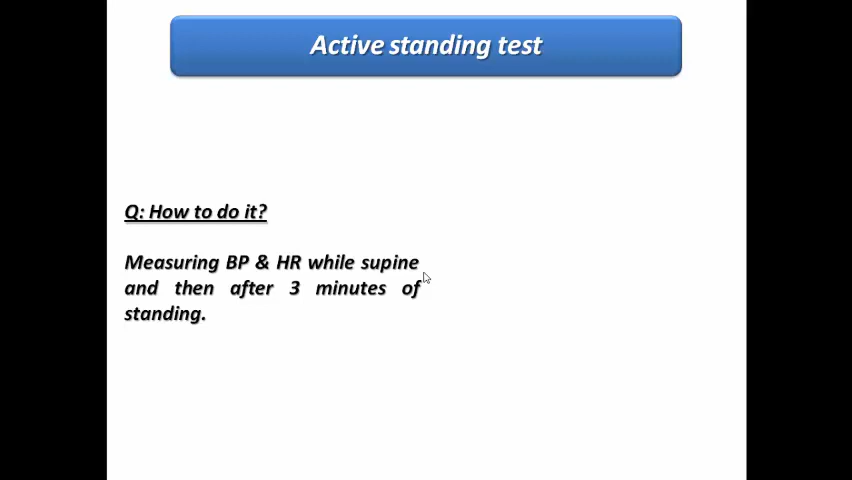 Active standing test
Q: How to do it?
Measuring BP & HR while supine
and then after 3 minutes of
standing.